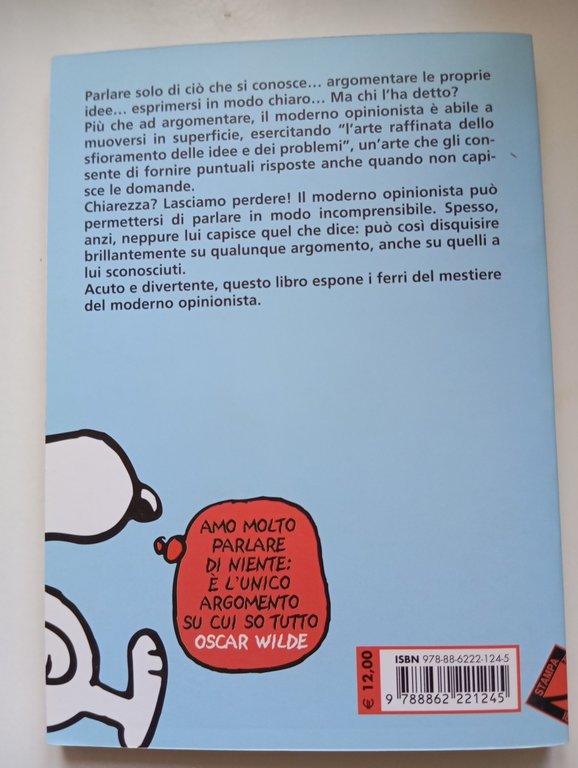 Parlare solo di ciò che si conosce... argomentare le proprie
idee... esprimersi in modo chiaro... Ma chi l'ha detto?
Più che ad argomentare, il moderno opinionista è abile a
muoversi in superficie, esercitando “l'arte raffinata dello
sfioramento delle idee e dei problemi”, un'arte che gli con-
sente di fornire puntuali risposte anche quando non capi-
sce le domande.
Chiarezza? Lasciamo perdere! Il moderno opinionista può
permettersi di parlare in modo incomprensibile. Spesso,
anzi, neppure lui capisce quel che dice: può così disquisire
brillantemente su qualunque argomento, anche su quelli a
lui sconosciuti.
Acuto e divertente, questo libro espone i ferri del mestiere
del moderno opinionista.
AMO MOLTO
PARLARE
DI NIENTE:
È L'UNICO
ARGOMENTO
SU CUI SO TUTTO
OSCAR WILDE
€ 12,00
ISBN 978-88-6222-124-5
9 788862 221245
STAMPA